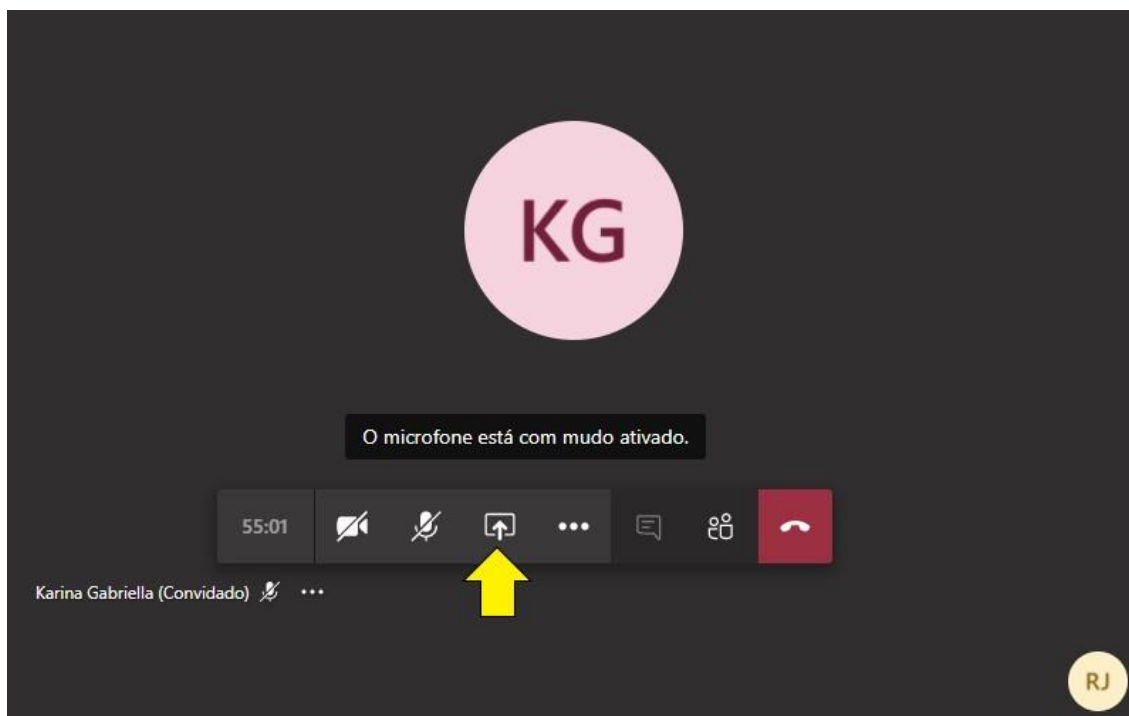 KG
O microfone está com mudo ativado.
55:01
Karina Gabriella (Convidado)
RJ